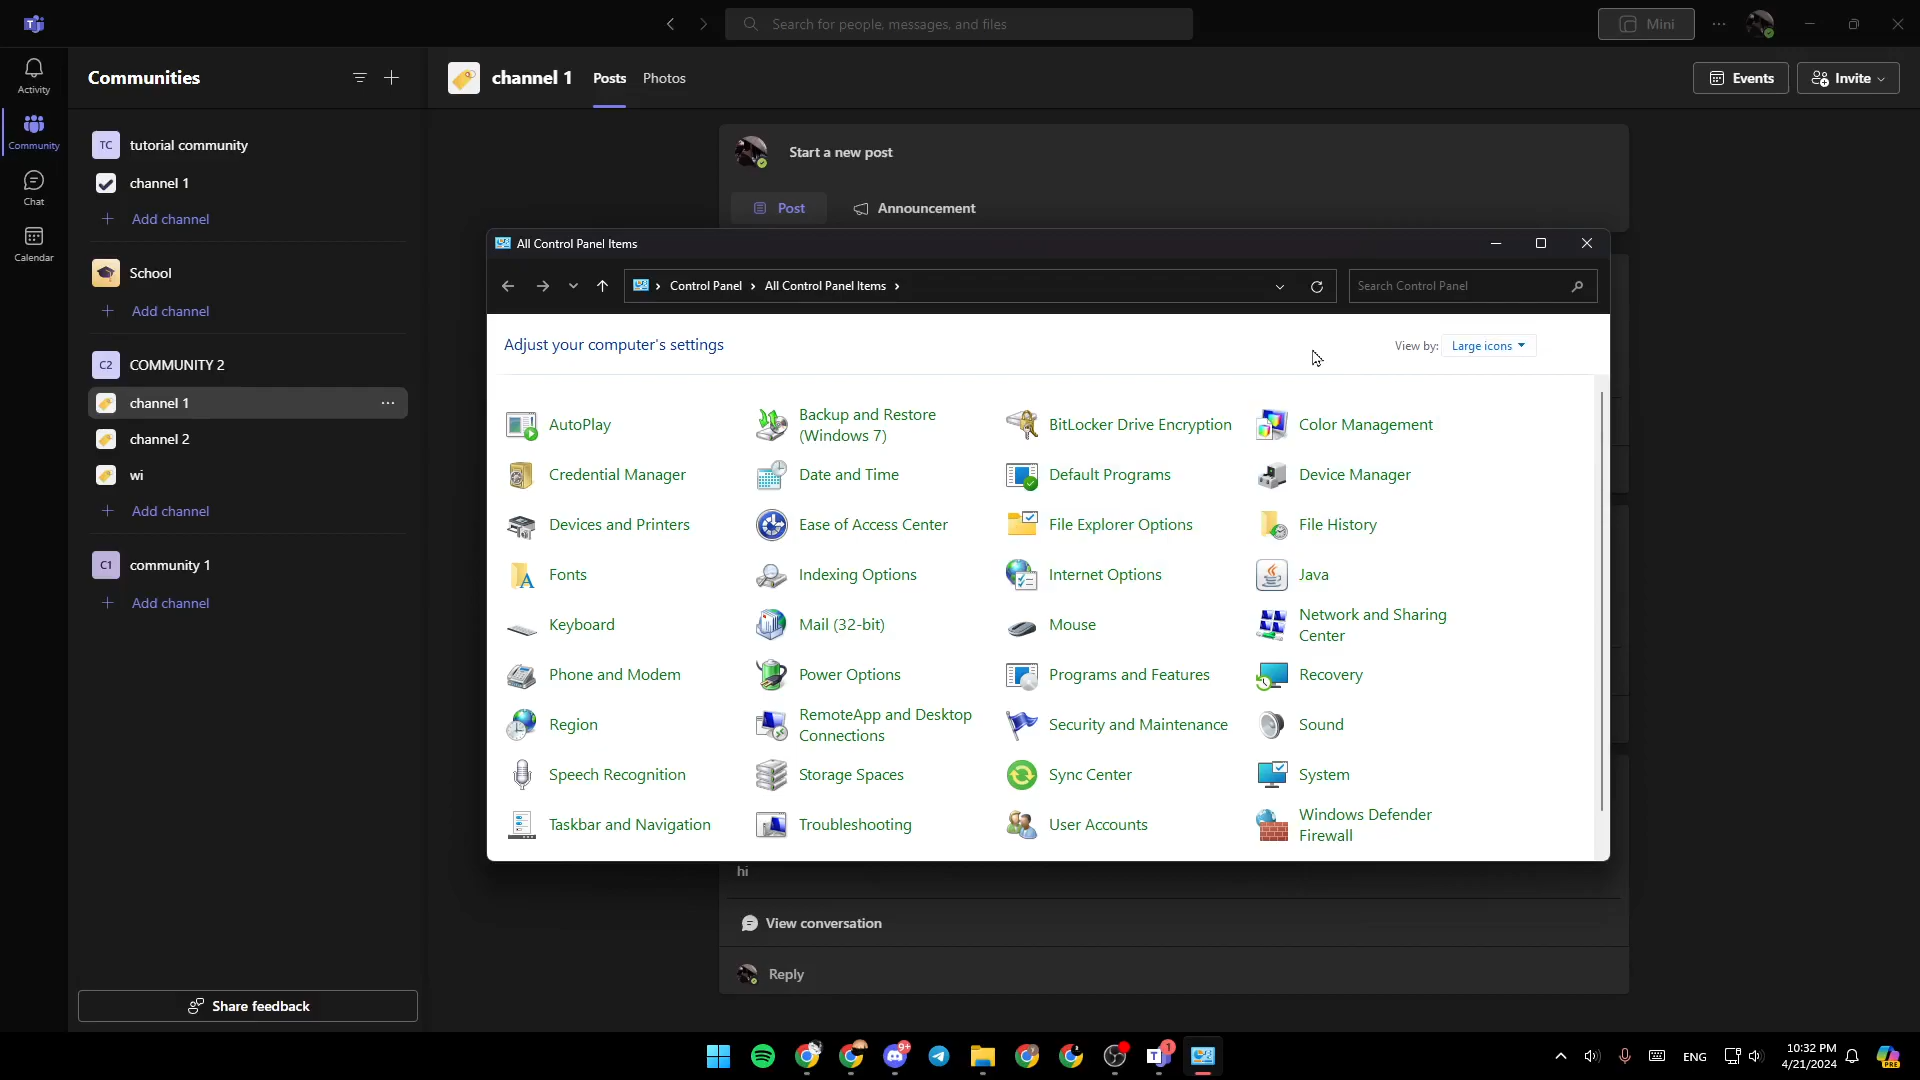 Search for people, messages, and files
Mini
Activity
Community
Chat
Calendar
Communities
TC
tutorial community
channel 1
Add channel
School
Add channel
C2
COMMUNITY 2
channel 1
channel 2
wi
Add channel
C1
community 1
Add channel
Share feedback
channel 1
Posts
Photos
Events
Invite
Start a new post
Post
Announcement
All Control Panel Items
Control Panel
All Control Panel Items
Search Control Panel
Adjust your computer's settings
View by:
Large icons
AutoPlay
Backup and Restore
(Windows 7)
BitLocker Drive Encryption
Color Management
Credential Manager
Date and Time
Default Programs
Device Manager
Devices and Printers
Ease of Access Center
File Explorer Options
File History
Fonts
Indexing Options
Internet Options
Java
Keyboard
Mail (32-bit)
Mouse
Network and Sharing
Center
Phone and Modem
Power Options
Programs and Features
Recovery
Region
RemoteApp and Desktop
Connections
Security and Maintenance
Sound
Speech Recognition
Storage Spaces
Sync Center
System
Taskbar and Navigation
Troubleshooting
User Accounts
Windows Defender
Firewall
hi
View conversation
Reply
9+
1
ENG
10:32 PM
4/21/2024
PRE